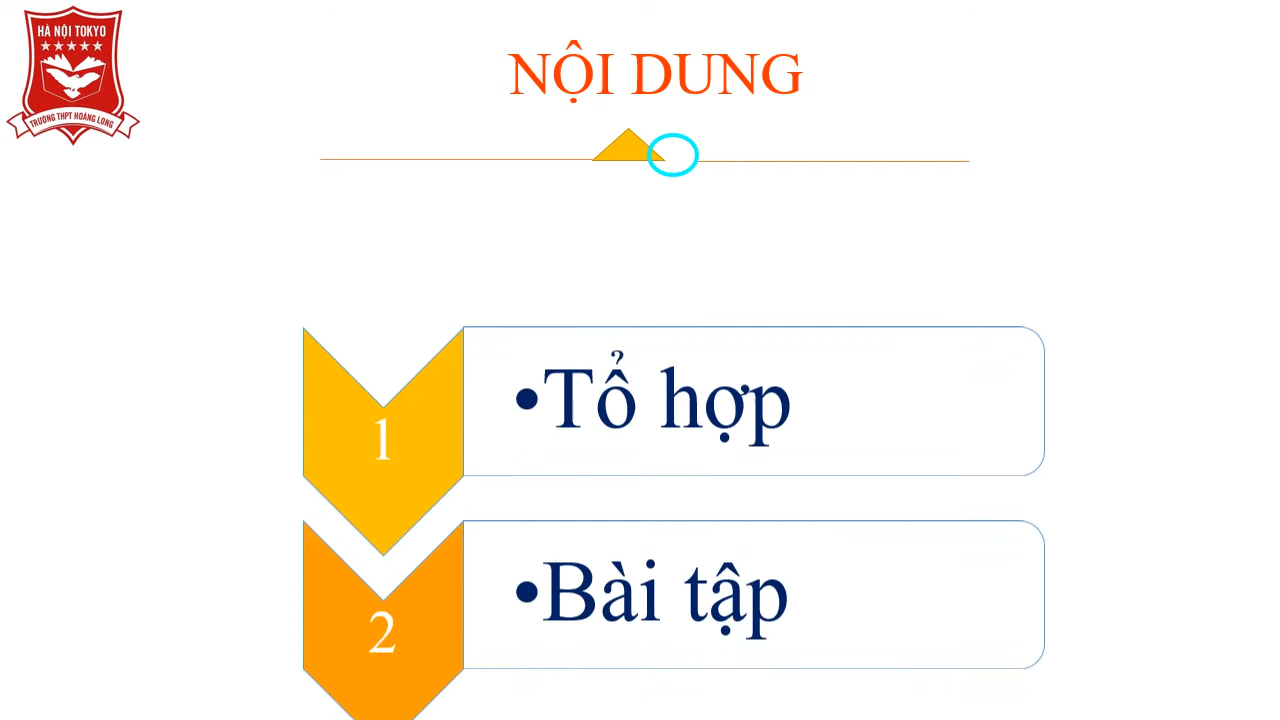 HÀ NỘI TOKYO
TRƯỜNG THPT HOÀNG LONG
NỘI DUNG
1
•Tổ hợp
2
•Bài tập